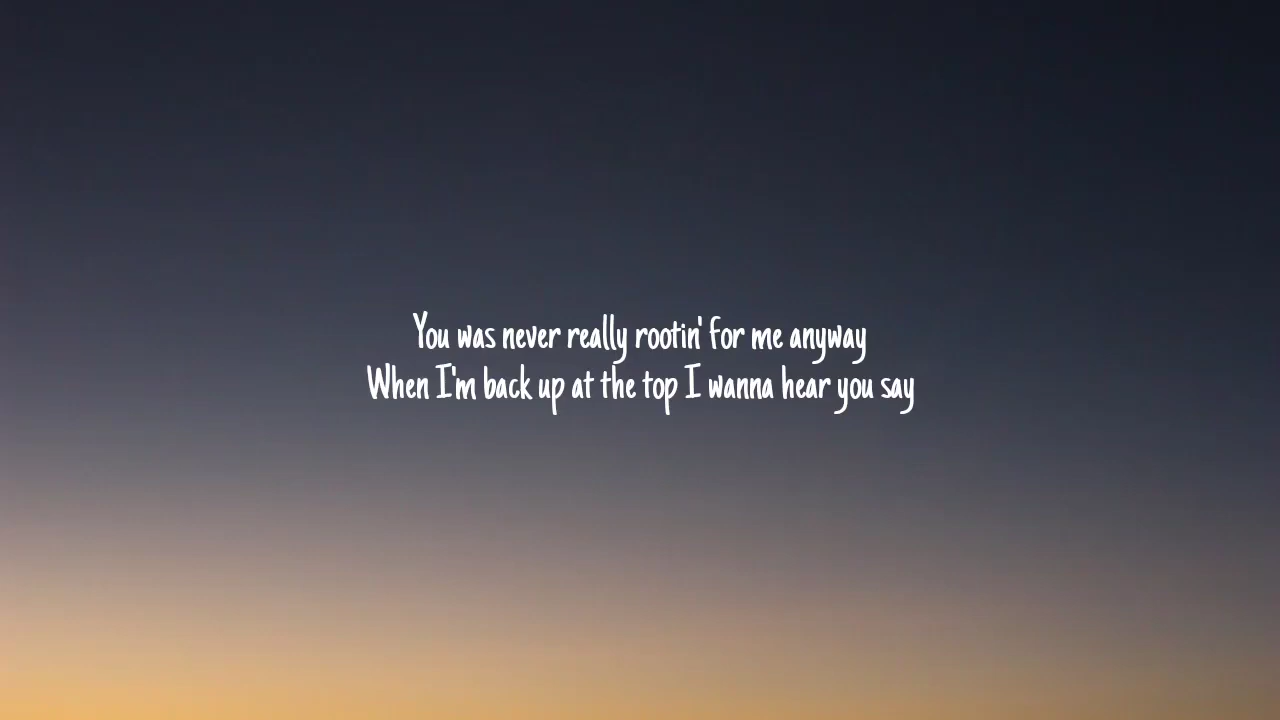 You was never really rootin' for me anyway
When I'm back up at the top I wanna hear you say